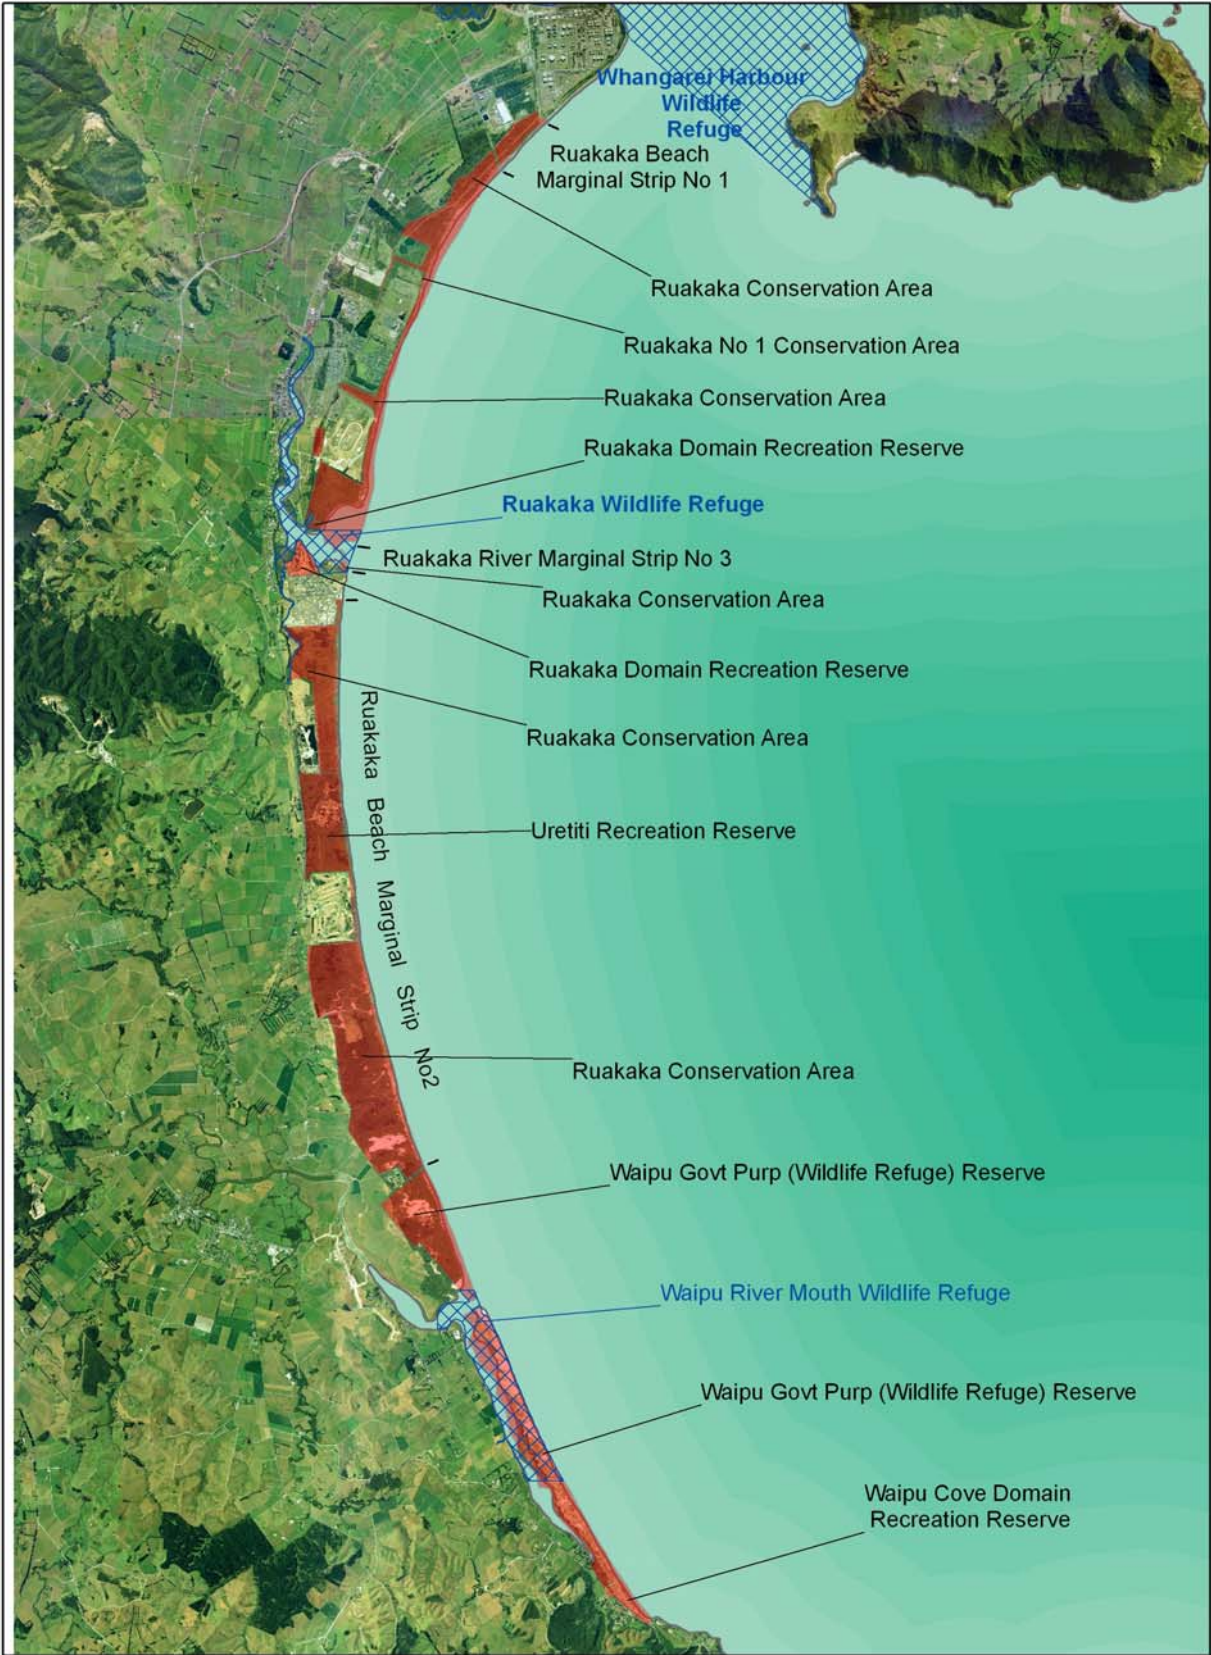 Whangarei Harbour
Wildlife
Refuge
Ruakaka Beach
Marginal Strip No 1
Ruakaka Conservation Area
Ruakaka No 1 Conservation Area
Ruakaka Conservation Area
Ruakaka Domain Recreation Reserve
Ruakaka Wildlife Refuge
Ruakaka River Marginal Strip No 3
Ruakaka Conservation Area
Ruakaka Domain Recreation Reserve
Ruakaka Conservation Area
Ruakaka Beach Marginal Strip No2
Uretiti Recreation Reserve
Ruakaka Conservation Area
Waipu Govt Purp (Wildlife Refuge) Reserve
Waipu River Mouth Wildlife Refuge
Waipu Govt Purp (Wildlife Refuge) Reserve
Waipu Cove Domain
Recreation Reserve